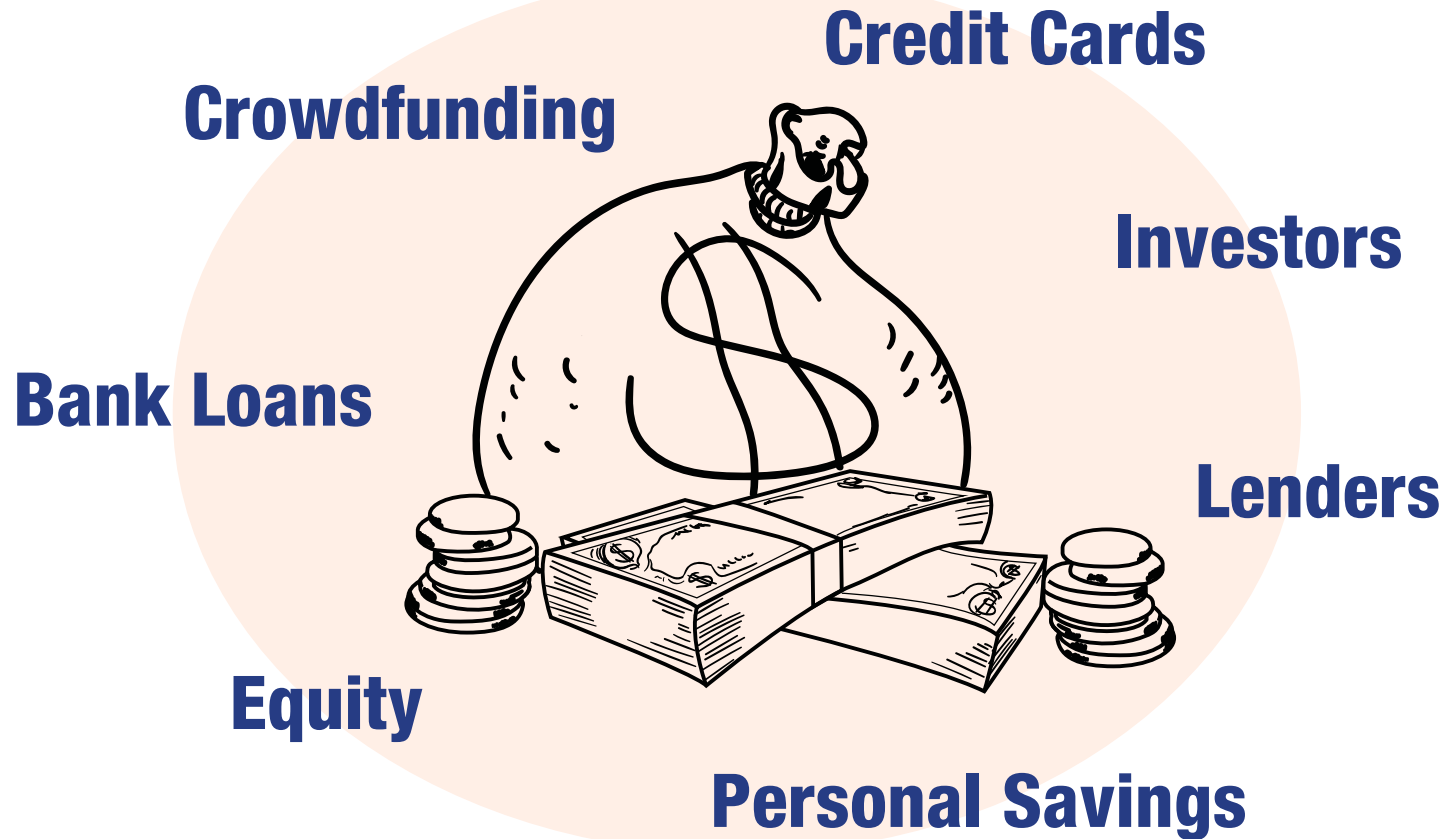 Credit Cards
Crowdfunding
Investors
Bank Loans
Lenders
Equity
Personal Savings